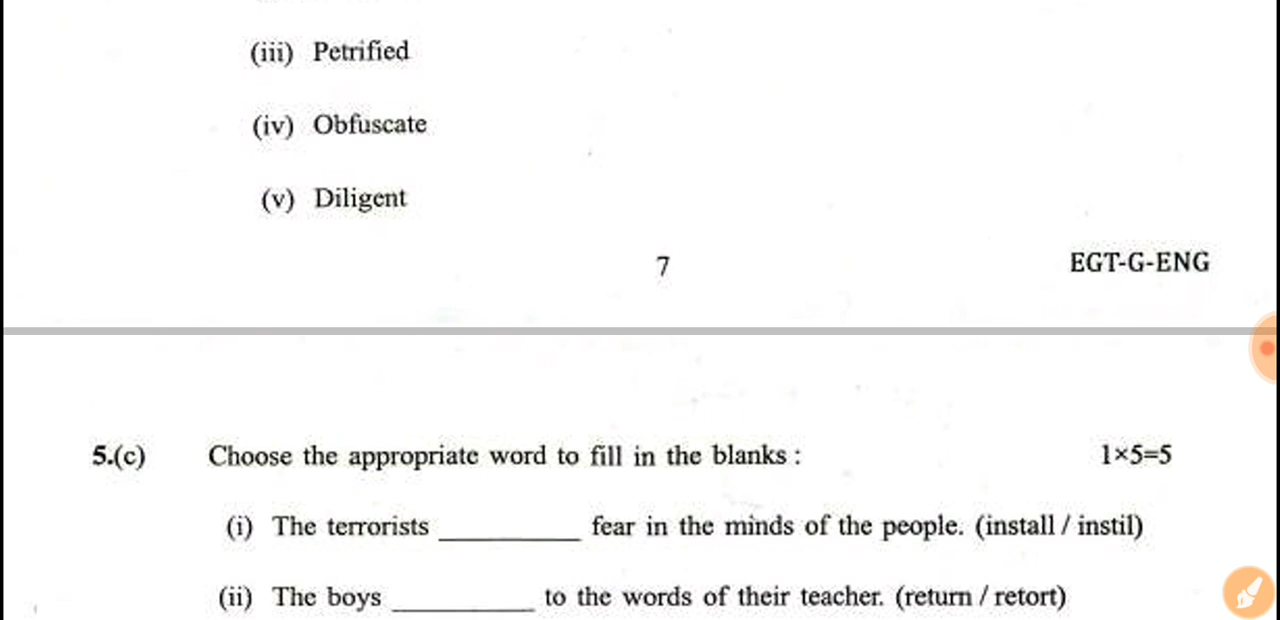 (iii) Petrified
(iv) Obfuscate
(v) Diligent
7 EGT-G-ENG
5.(c) Choose the appropriate word to fill in the blanks : 1×5=5
(i) The terrorists __________ fear in the minds of the people. (install / instil)
(ii) The boys __________ to the words of their teacher. (return / retort)